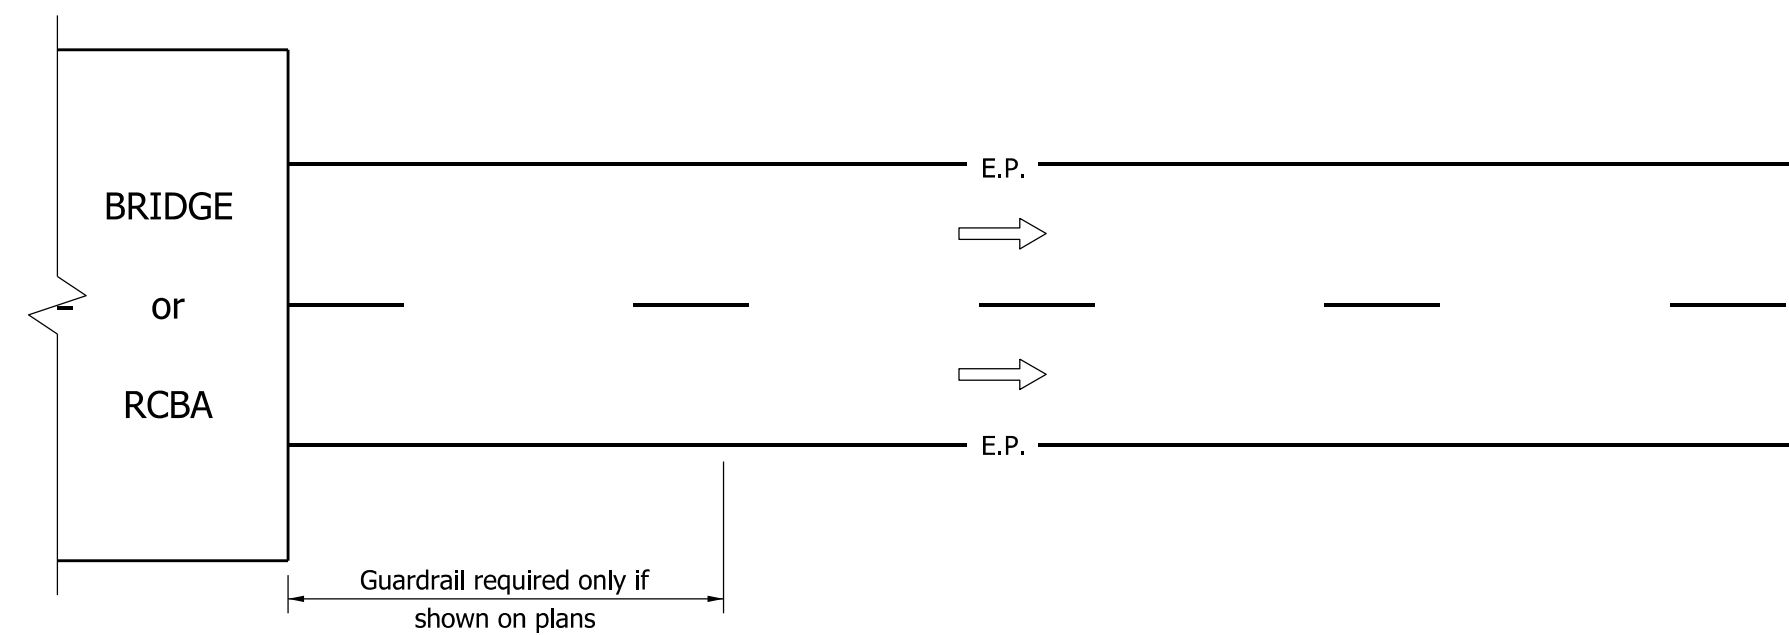 E.P.
BRIDGE
or
RCBA
E.P.
Guardrail required only if
shown on plans